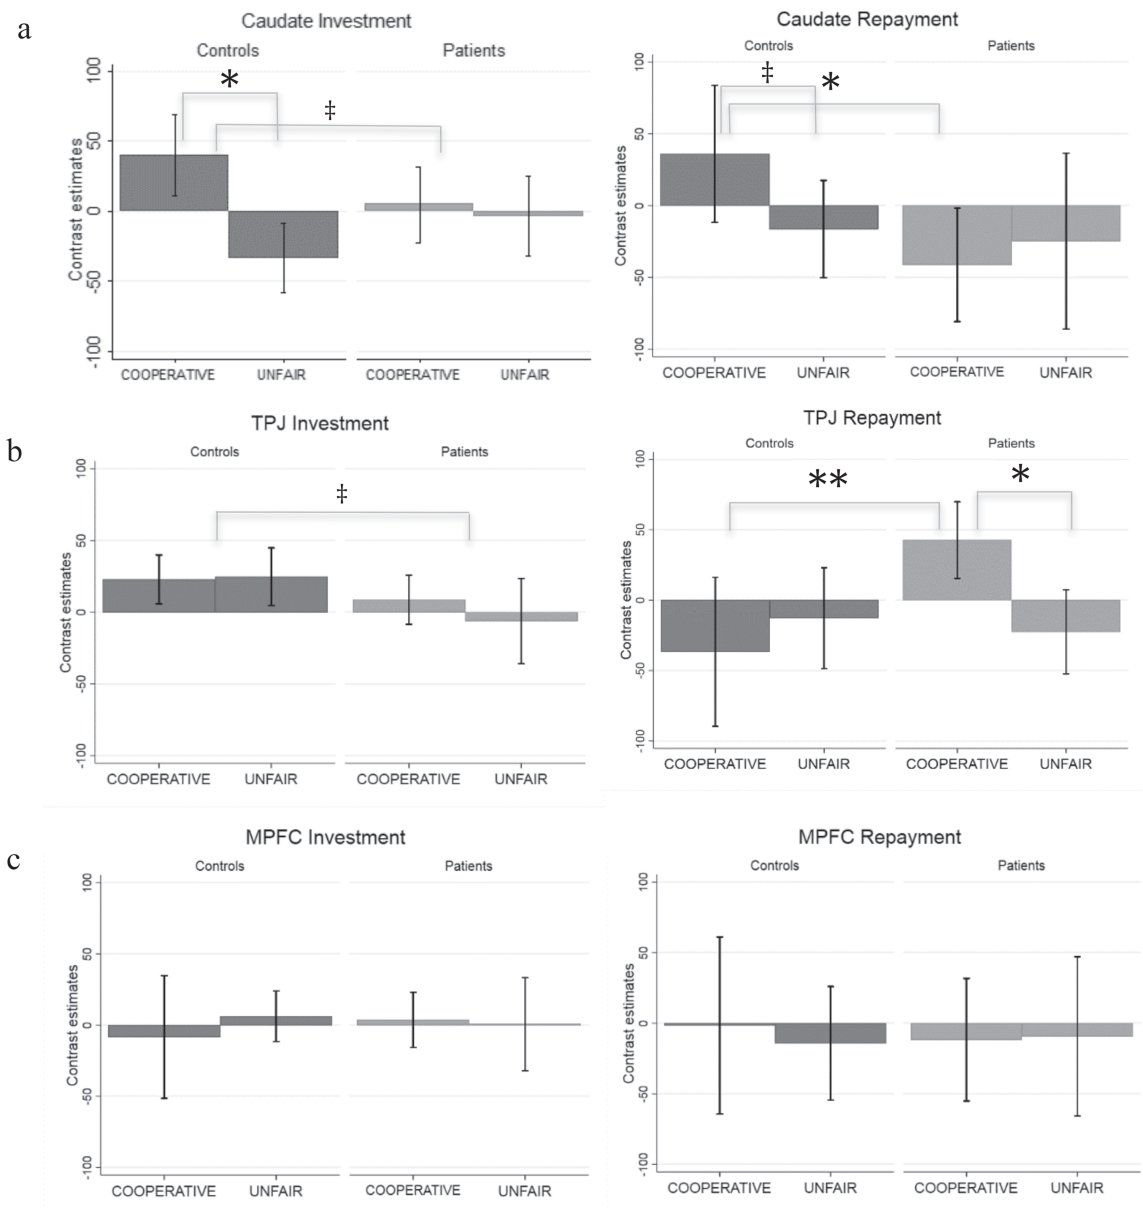 a
Caudate Investment
Controls
Patients
*
‡
Contrast estimates
100
50
0
-50
-100
COOPERATIVE
UNFAIR
COOPERATIVE
UNFAIR
Caudate Repayment
Controls
Patients
‡
*
Contrast estimates
100
50
0
-50
-100
COOPERATIVE
UNFAIR
COOPERATIVE
UNFAIR
b
TPJ Investment
Controls
Patients
‡
Contrast estimates
100
50
0
-50
-100
COOPERATIVE
UNFAIR
COOPERATIVE
UNFAIR
TPJ Repayment
Controls
Patients
**
*
Contrast estimates
100
50
0
-50
-100
COOPERATIVE
UNFAIR
COOPERATIVE
UNFAIR
c
MPFC Investment
Controls
Patients
Contrast estimates
100
50
0
-50
-100
COOPERATIVE
UNFAIR
COOPERATIVE
UNFAIR
MPFC Repayment
Controls
Patients
Contrast estimates
100
50
0
-50
-100
COOPERATIVE
UNFAIR
COOPERATIVE
UNFAIR